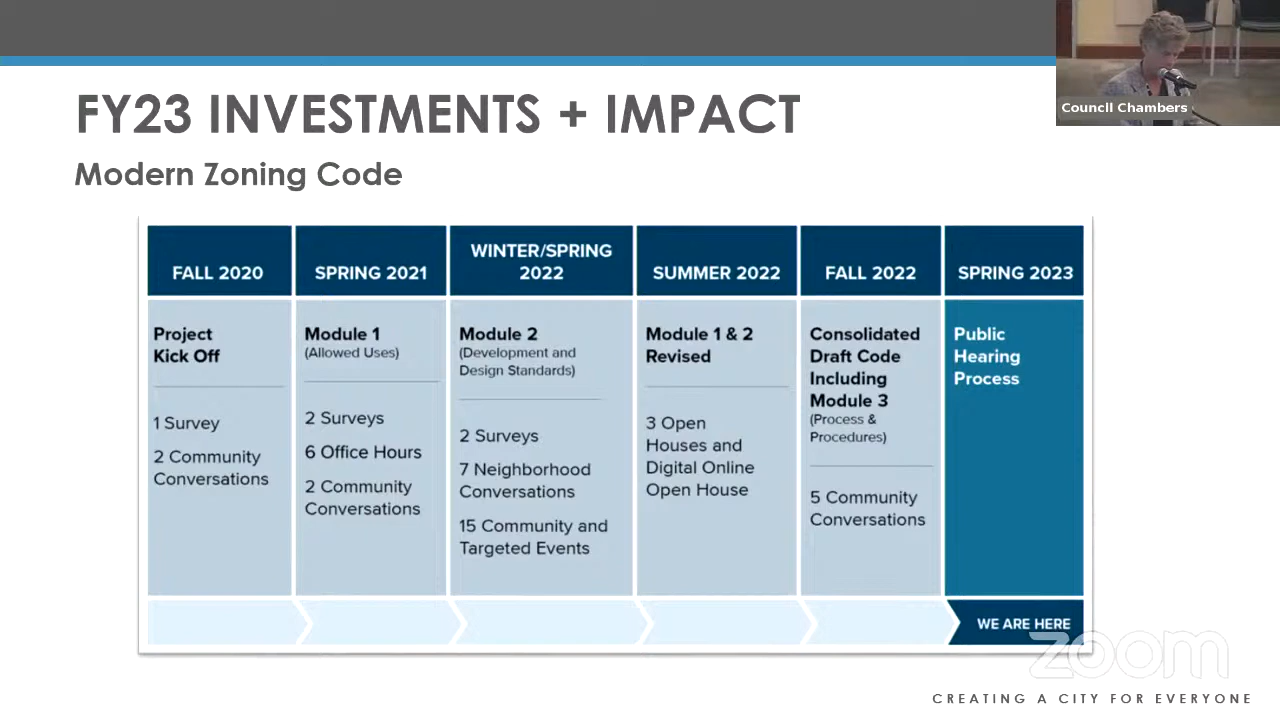 Council Chambers
FY23 INVESTMENTS + IMPACT
Modern Zoning Code
FALL 2020
Project
Kick Off
1 Survey
2 Community
Conversations
SPRING 2021
Module 1
(Allowed Uses)
2 Surveys
6 Office Hours
2 Community
Conversations
WINTER/SPRING
2022
Module 2
(Development and
Design Standards)
2 Surveys
7 Neighborhood
Conversations
15 Community and
Targeted Events
SUMMER 2022
Module 1 & 2
Revised
3 Open
Houses and
Digital Online
Open House
FALL 2022
Consolidated
Draft Code
Including
Module 3
(Process &
Procedures)
5 Community
Conversations
SPRING 2023
Public
Hearing
Process
WE ARE HERE
zoom
CREATING A CITY FOR EVERYONE